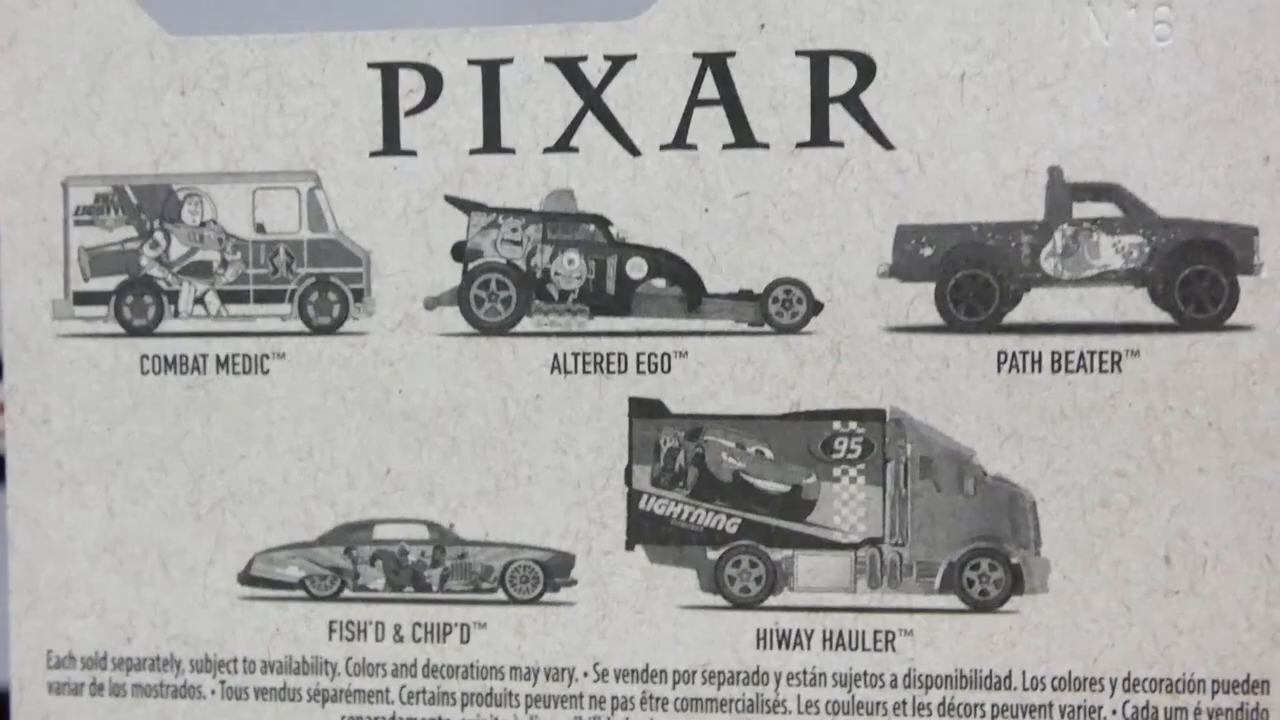 N16
PIXAR
COMBAT MEDIC™
ALTERED EGO™
PATH BEATER™
95
LIGHTNING
FISH'D & CHIP'D™
HIWAY HAULER™
Each sold separately, subject to availability. Colors and decorations may vary. • Se venden por separado y están sujetos a disponibilidad. Los colores y decoración pueden
variar de los mostrados. • Tous vendus séparément. Certains produits peuvent ne pas être commercialisés. Les couleurs et les décors peuvent varier. • Cada um é vendido